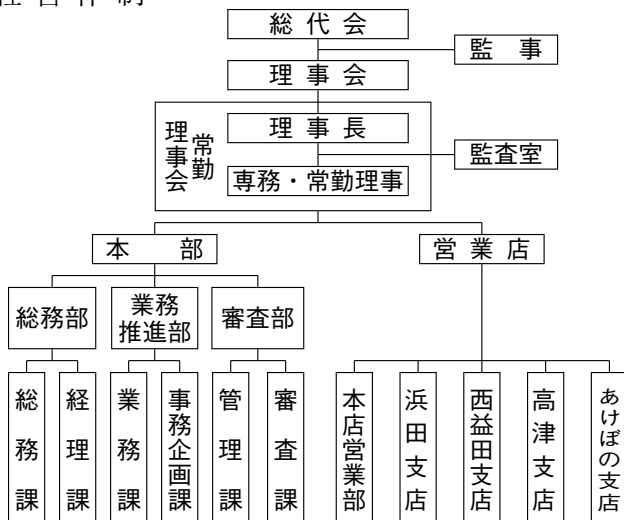 総代会
監事
理事会
常勤理事会
理事長
監査室
専務・常勤理事
本部
営業店
総務部
業務
推進部
審査部
総務課
経理課
業務課
事務企画課
管理課
審査課
本店営業部
浜田支店
西益田支店
高津支店
あけぼの支店